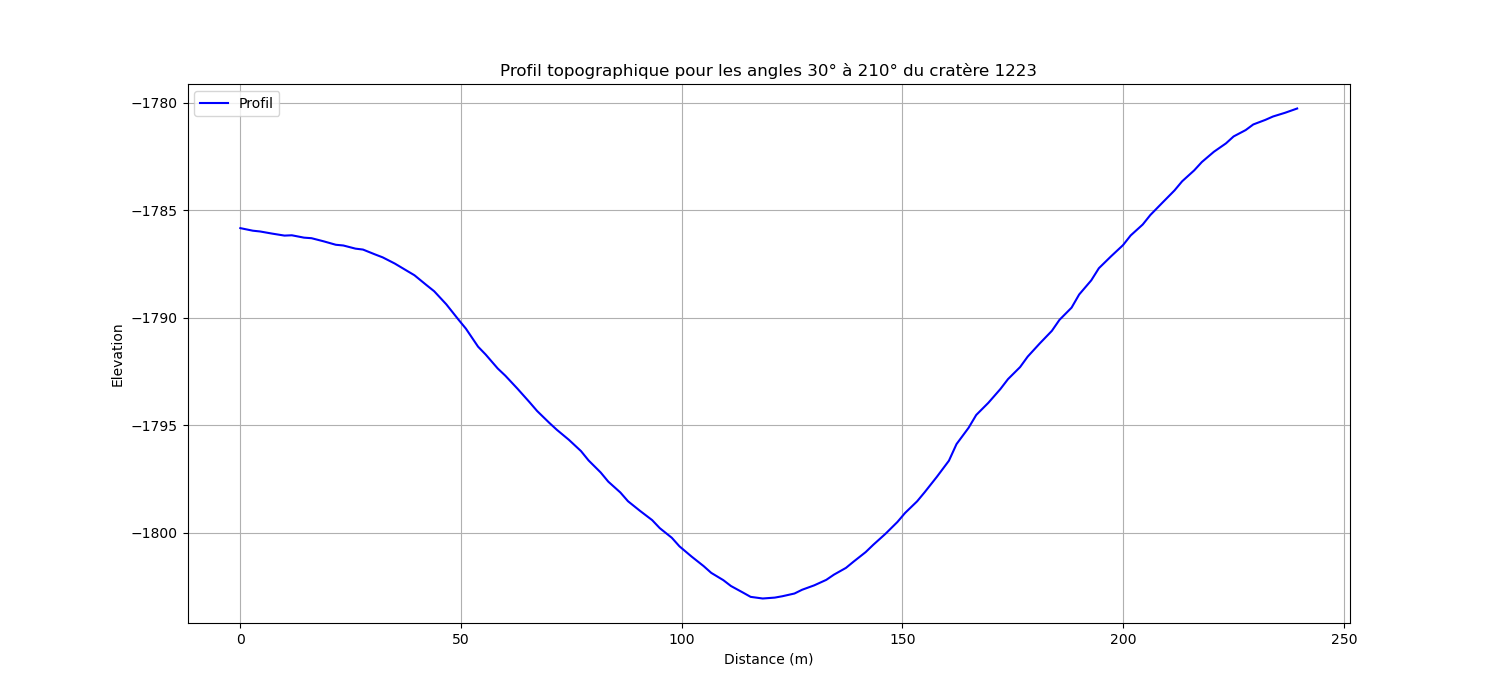 Profil topographique pour les angles 30° à 210° du cratère 1223
Profil
−1780
−1785
−1790
−1795
−1800
Elevation
0
50
100
150
200
250
Distance (m)